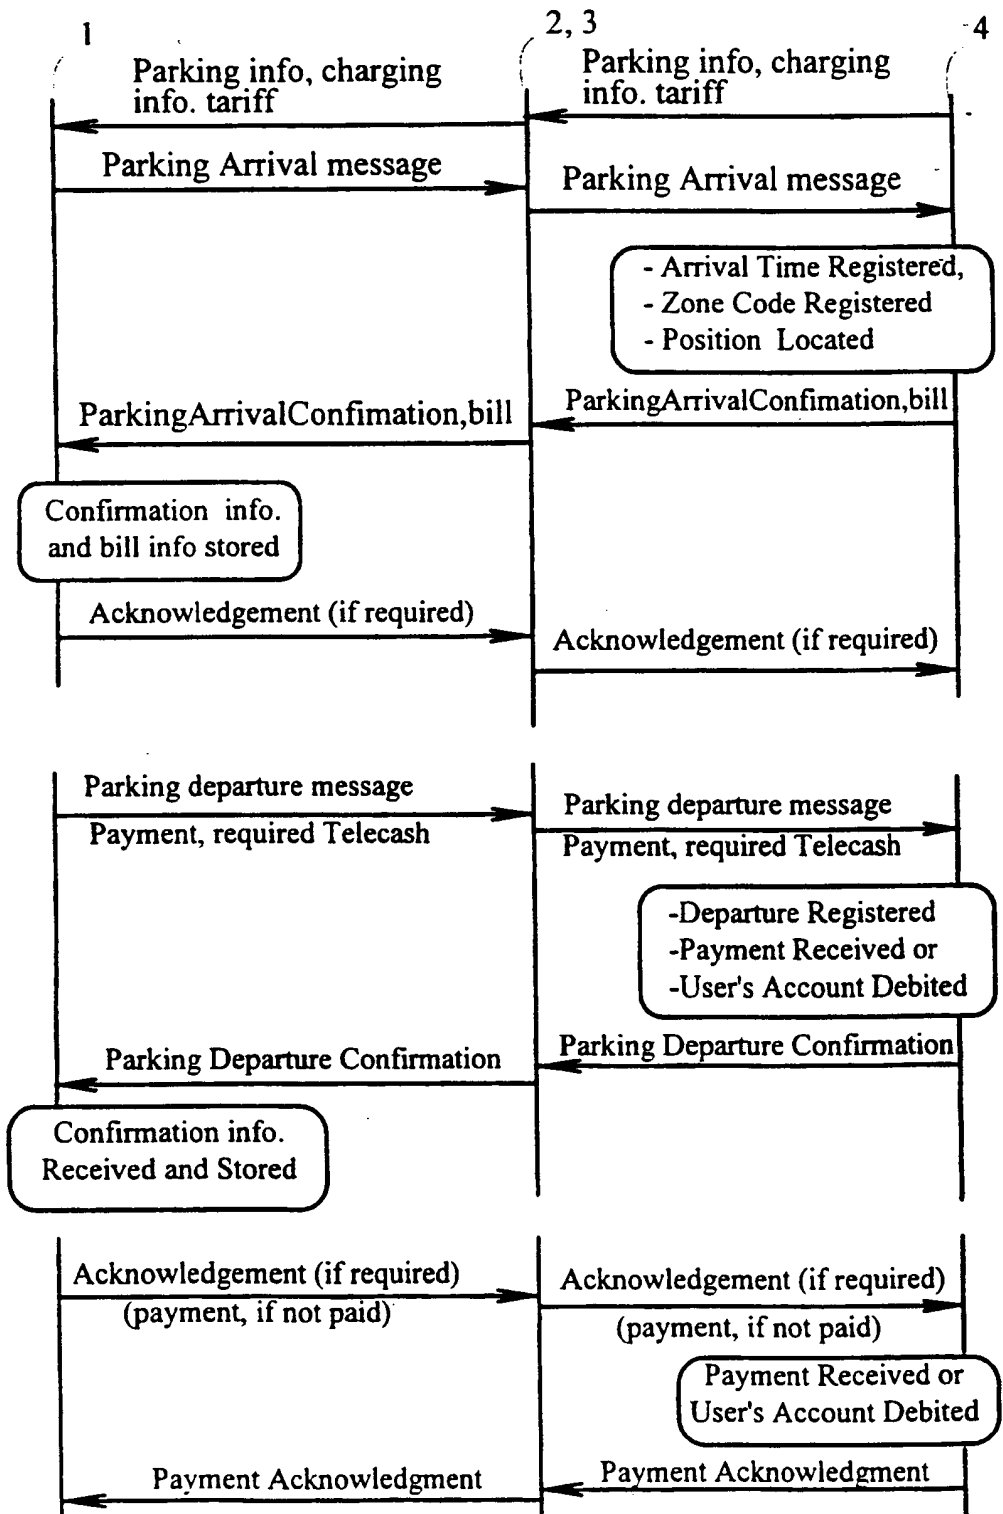 1
2, 3
4
Parking info, charging
info. tariff
Parking info, charging
info. tariff
Parking Arrival message
Parking Arrival message
- Arrival Time Registered,
- Zone Code Registered
- Position Located
ParkingArrivalConfimation,bill
ParkingArrivalConfimation,bill
Confirmation info.
and bill info stored
Acknowledgement (if required)
Acknowledgement (if required)
Parking departure message
Payment, required Telecash
Parking departure message
Payment, required Telecash
-Departure Registered
-Payment Received or
-User's Account Debited
Parking Departure Confirmation
Parking Departure Confirmation
Confirmation info.
Received and Stored
Acknowledgement (if required)
(payment, if not paid)
Acknowledgement (if required)
(payment, if not paid)
Payment Received or
User's Account Debited
Payment Acknowledgment
Payment Acknowledgment